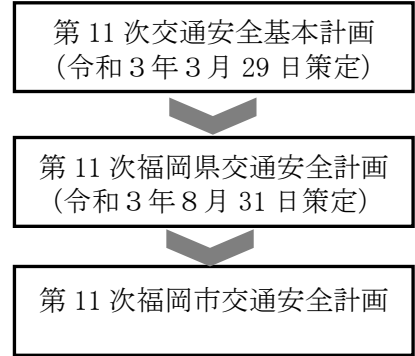 第 11 次交通安全基本計画
（令和３年３月 29 日策定）
第 11 次福岡県交通安全計画
（令和３年８月 31 日策定）
第 11 次福岡市交通安全計画